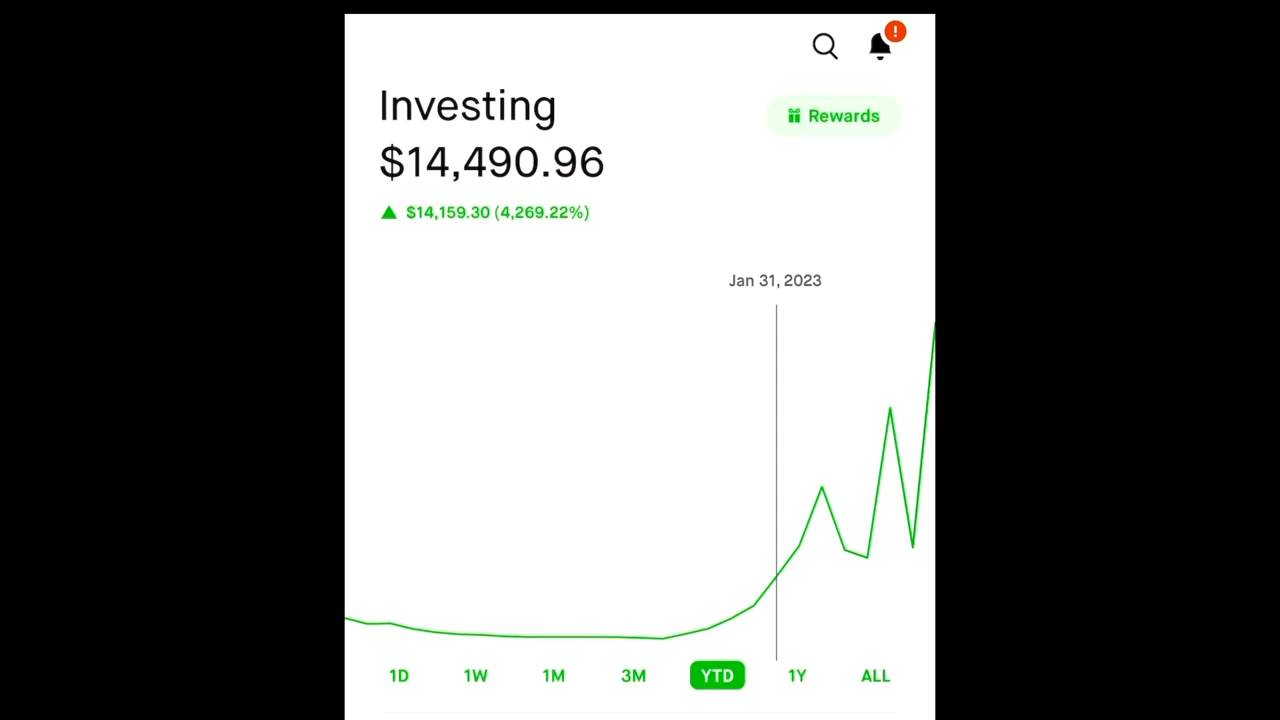 !
Investing
Rewards
$14,490.96
▲ $14,159.30 (4,269.22%)
Jan 31, 2023
1D 1W 1M 3M YTD 1Y ALL